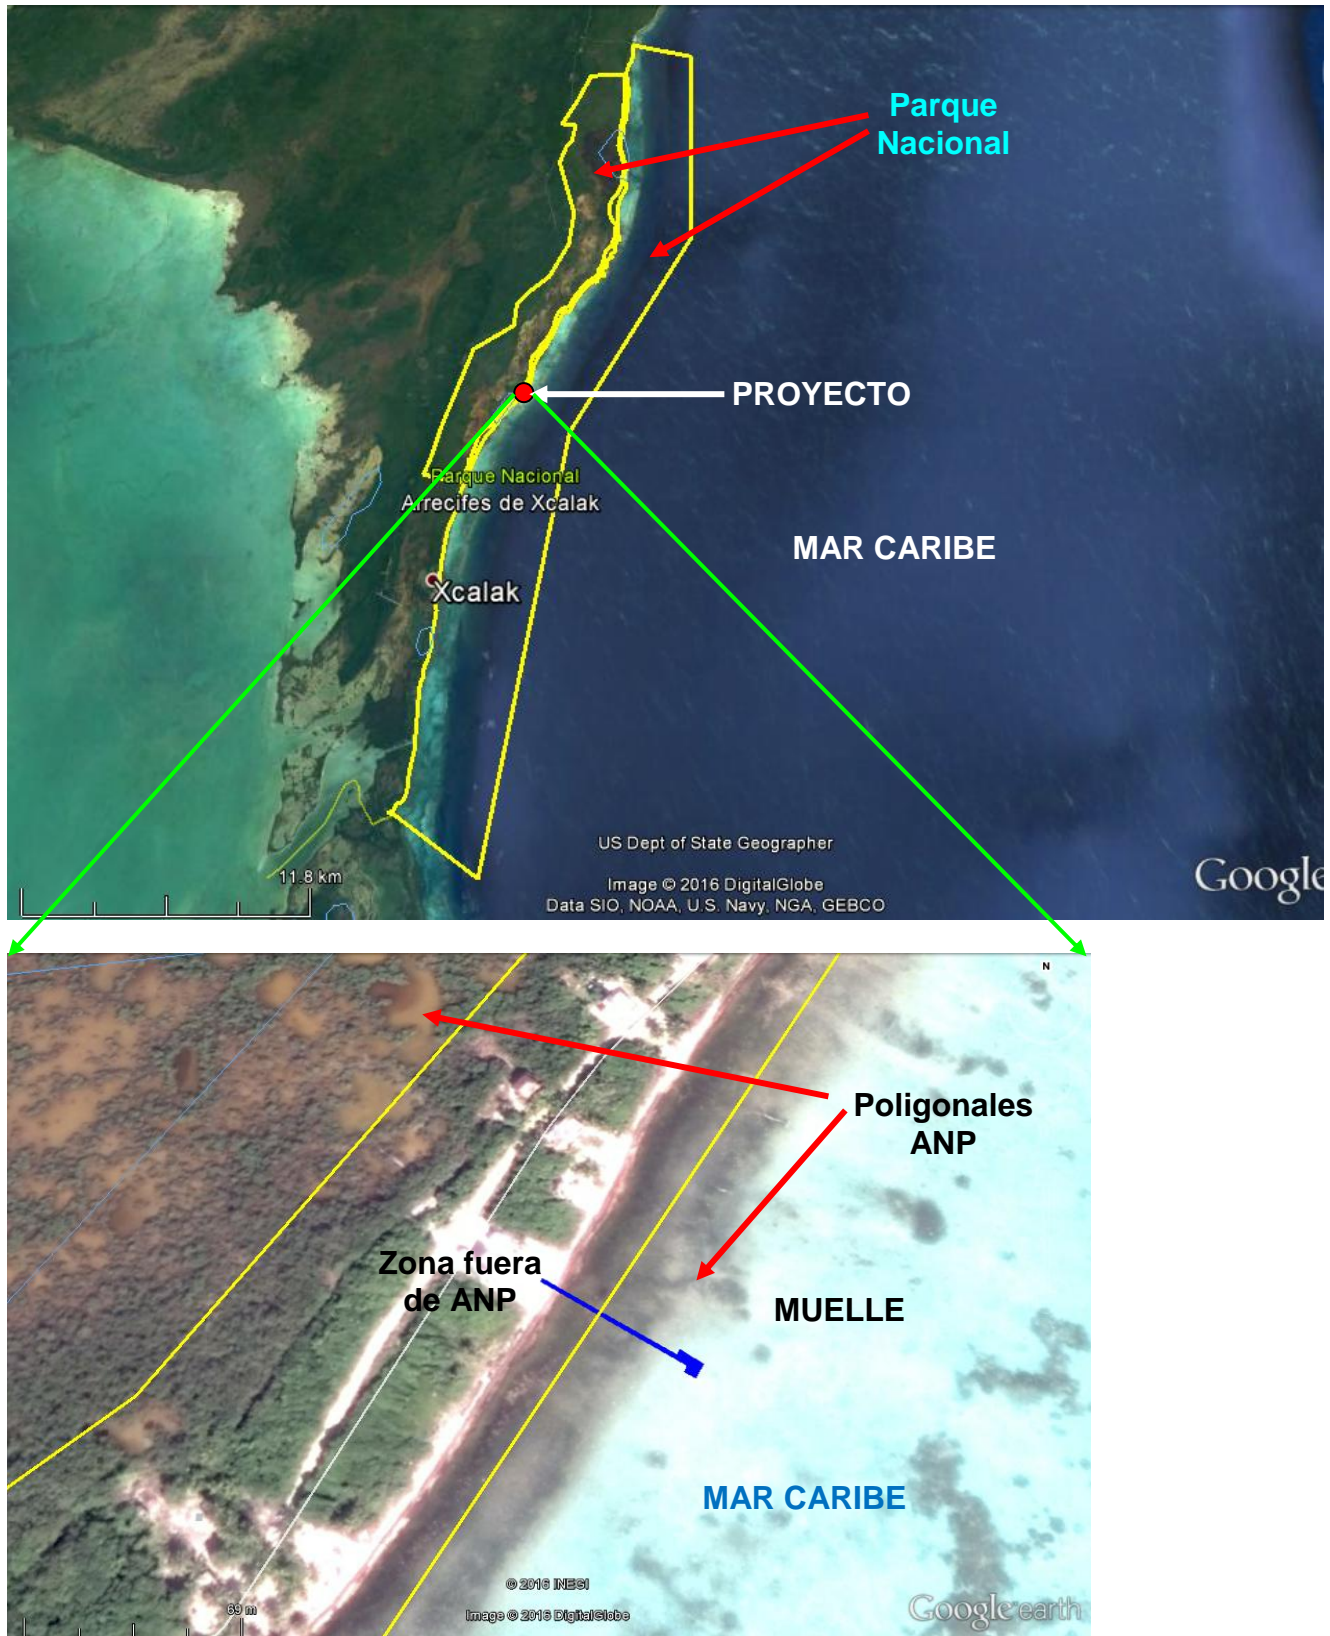 Parque
Nacional
PROYECTO
Parque Nacional
Arrecifes de Xcalak
MAR CARIBE
Xcalak
US Dept of State Geographer
11.8 km
Image © 2016 DigitalGlobe
Data SIO, NOAA, U.S. Navy, NGA, GEBCO
Google
N
Poligonales
ANP
Zona fuera
de ANP
MUELLE
MAR CARIBE
© 2016 INEGI
69 m
Image © 2016 DigitalGlobe
Google earth